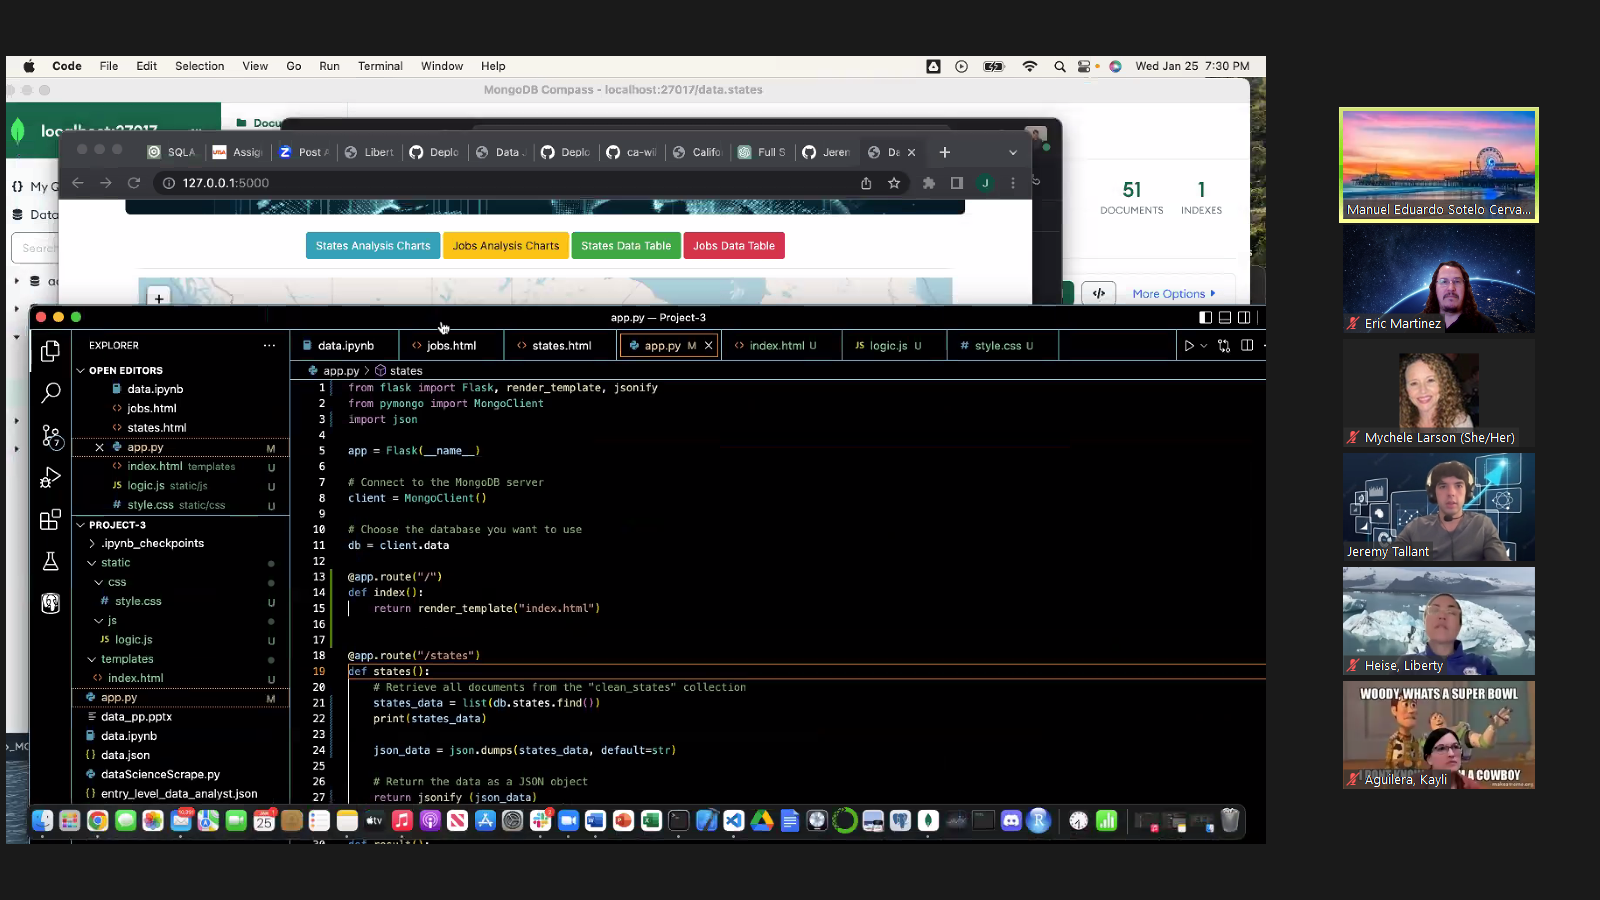 Code File Edit Selection View Go Run Terminal Window Help Wed Jan 25 7:30 PM
MongoDB Compass - localhost:27017/data.states
localhost:27017
SQLA Assig Post A Libert Deplo Data Deplo ca-wil Califo Full S Jeren Da
127.0.0.1:5000 J
{} My Q
Data
Search
51
DOCUMENTS
1
INDEXES
States Analysis Charts Jobs Analysis Charts States Data Table Jobs Data Table
</> More Options
+
app.py — Project-3
EXPLORER ...
data.ipynb jobs.html states.html app.py M index.html U logic.js U style.css U
app.py > states
OPEN EDITORS
data.ipynb
jobs.html
states.html
app.py M
index.html templates U
logic.js static/js U
style.css static/css U
PROJECT-3
.ipynb_checkpoints
static
css
style.css U
js
logic.js U
templates
index.html U
app.py M
data_pp.pptx
data.ipynb
data.json
dataScienceScrape.py
entry_level_data_analyst.json
7
1 from flask import Flask, render_template, jsonify
2 from pymongo import MongoClient
3 import json
4
5 app = Flask(__name__)
6
7 # Connect to the MongoDB server
8 client = MongoClient()
9
10 # Choose the database you want to use
11 db = client.data
12
13 @app.route("/")
14 def index():
15 return render_template("index.html")
16
17
18 @app.route("/states")
19 def states():
20 # Retrieve all documents from the "clean_states" collection
21 states_data = list(db.states.find())
22 print(states_data)
23
24 json_data = json.dumps(states_data, default=str)
25
26 # Return the data as a JSON object
27 return jsonify (json_data)
Manuel Eduardo Sotelo Cerva...
Eric Martinez
Mychele Larson (She/Her)
Jeremy Tallant
Heise, Liberty
WOODY, WHATS A SUPER BOWL
A COWBOY
Aguilera, Kayli